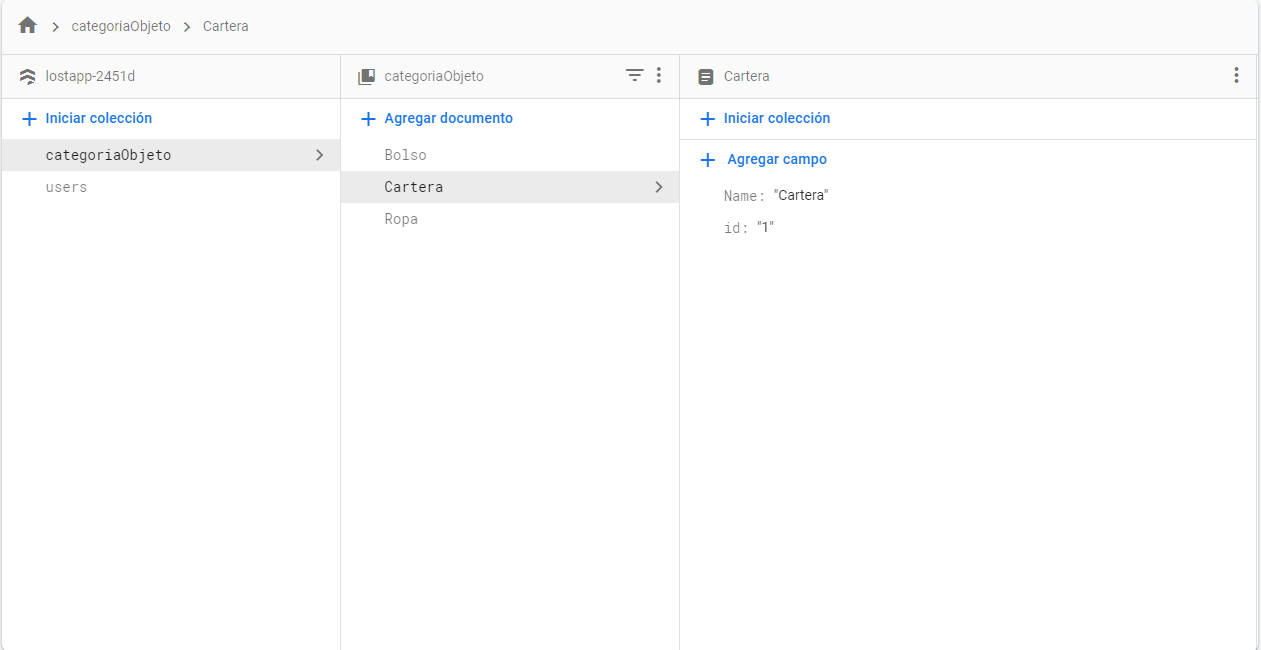 categoriaObjeto Cartera
lostapp-2451d
Iniciar colección
categoriaObjeto
users
categoriaObjeto
Agregar documento
Bolso
Cartera
Ropa
Cartera
Iniciar colección
Agregar campo
Name: "Cartera"
id: "1"